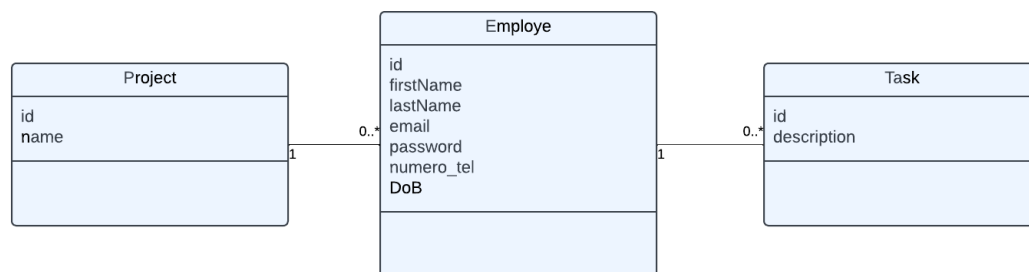 Project
id
name
1
0..*
Employe
id
firstName
lastName
email
password
numero_tel
DoB
1
0..*
Task
id
description